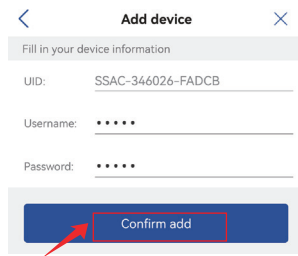 Add device
Fill in your device information
UID: SSAC-346026-FADCB
Username: •••••
Password: •••••
Confirm add